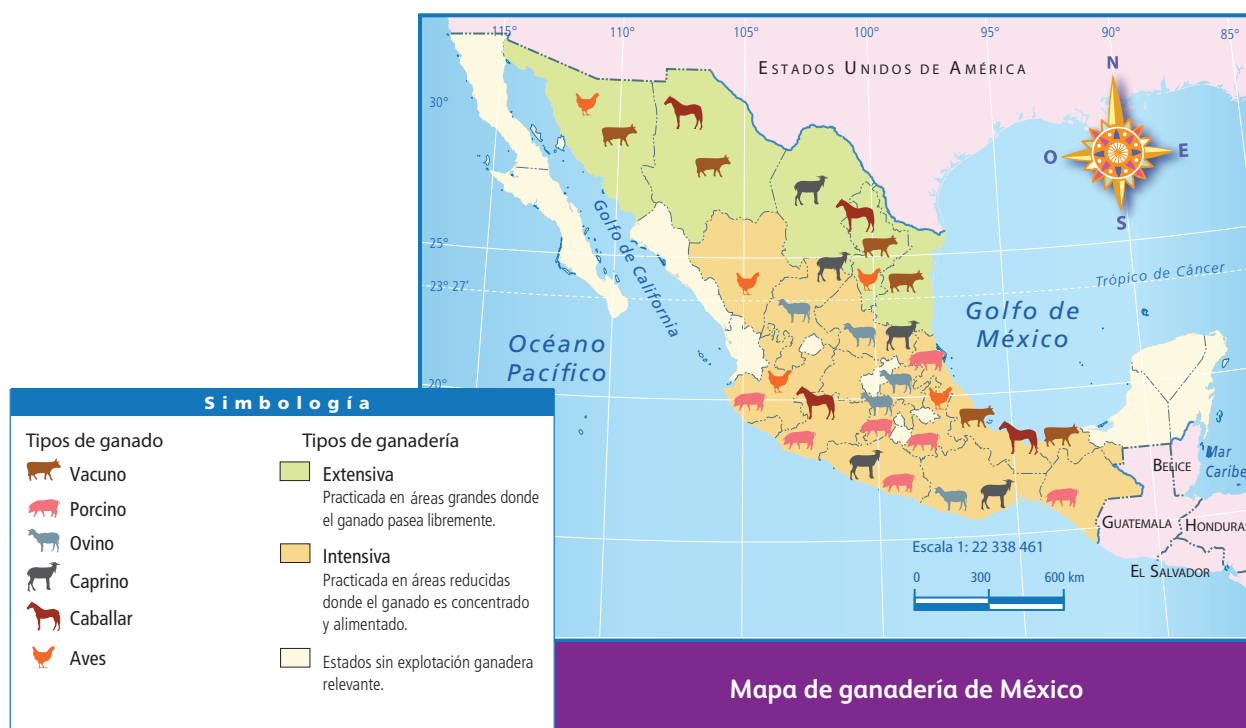 115°
110°
105°
100°
95°
90°
85°
ESTADOS UNIDOS DE AMÉRICA
N
30°
O
E
S
Golfo de California
25°
Trópico de Cáncer
23° 27'
Golfo de
México
Océano
Pacífico
20°
Mar
Caribe
BELICE
GUATEMALA
HONDURAS
EL SALVADOR
Escala 1: 22 338 461
0 300 600 km
Simbología
Tipos de ganado
Vacuno
Porcino
Ovino
Caprino
Caballar
Aves
Tipos de ganadería
Extensiva
Practicada en áreas grandes donde
el ganado pasea libremente.
Intensiva
Practicada en áreas reducidas
donde el ganado es concentrado
y alimentado.
Estados sin explotación ganadera
relevante.
Mapa de ganadería de México